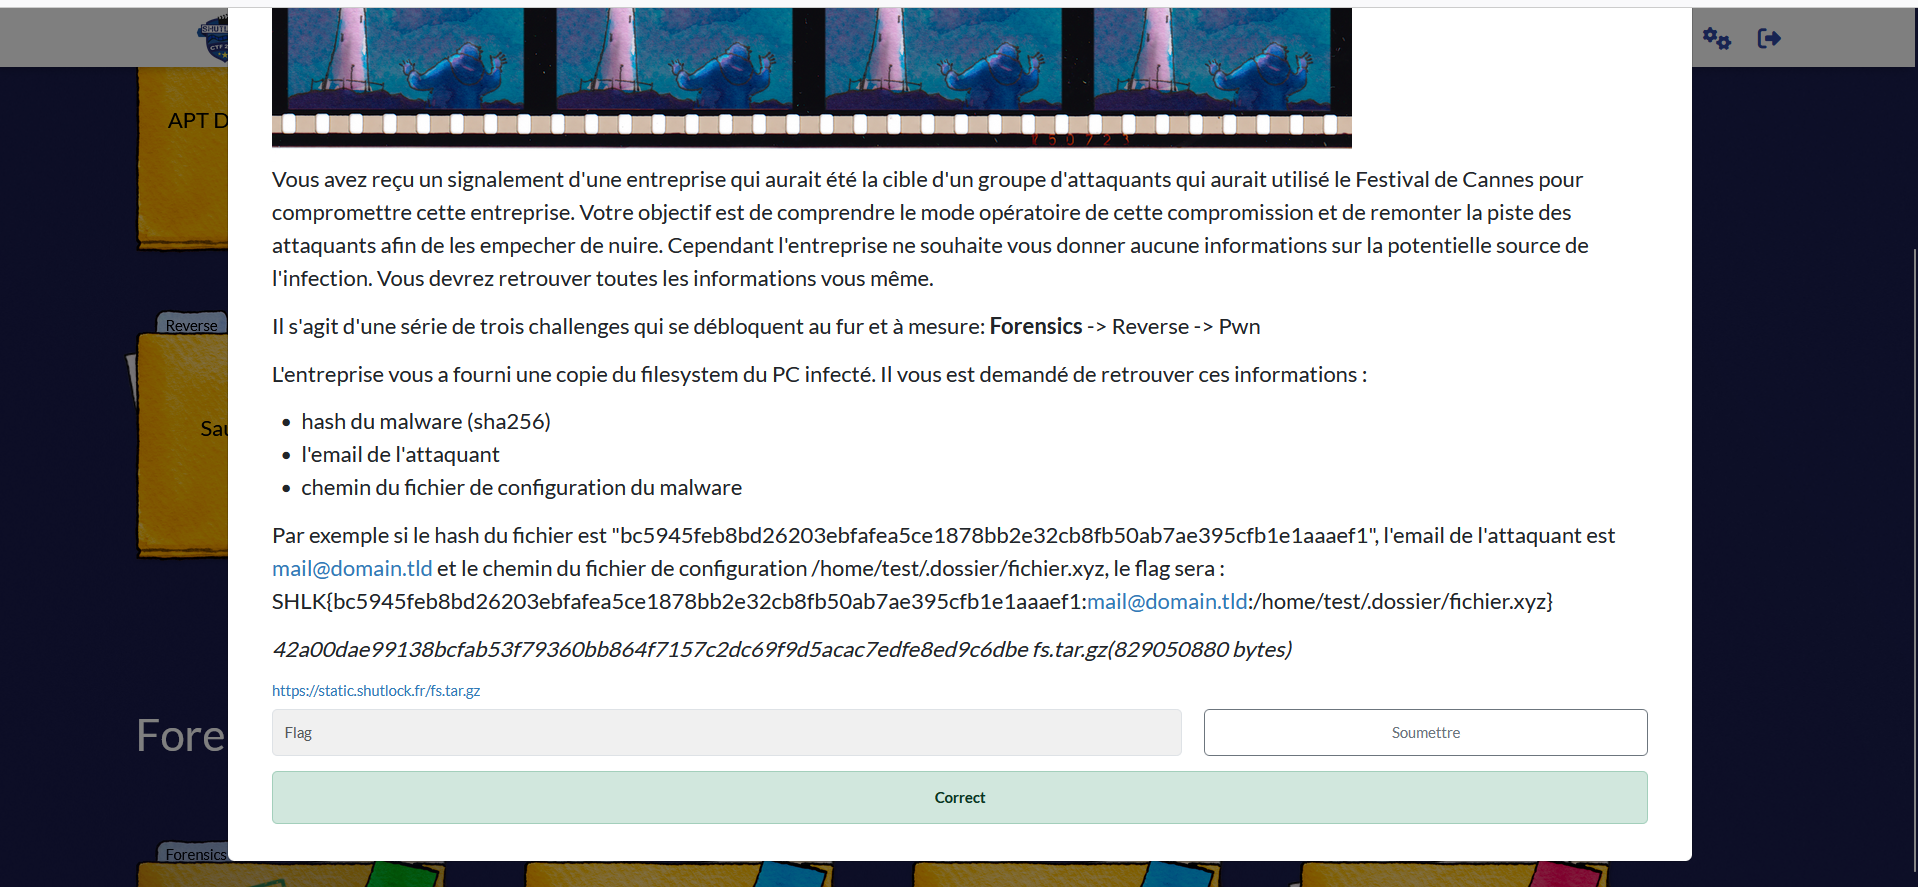 APT D
Vous avez reçu un signalement d'une entreprise qui aurait été la cible d'un groupe d'attaquants qui aurait utilisé le Festival de Cannes pour
compromettre cette entreprise. Votre objectif est de comprendre le mode opératoire de cette compromission et de remonter la piste des
attaquants afin de les empecher de nuire. Cependant l'entreprise ne souhaite vous donner aucune informations sur la potentielle source de
l'infection. Vous devrez retrouver toutes les informations vous même.
Reverse
Il s'agit d'une série de trois challenges qui se débloquent au fur et à mesure: Forensics -> Reverse -> Pwn
L'entreprise vous a fourni une copie du filesystem du PC infecté. Il vous est demandé de retrouver ces informations :
• hash du malware (sha256)
Sau
• l'email de l'attaquant
• chemin du fichier de configuration du malware
Par exemple si le hash du fichier est "bc5945feb8bd26203ebfafea5ce1878bb2e32cb8fb50ab7ae395cfb1e1aaaef1", l'email de l'attaquant est
mail@domain.tld et le chemin du fichier de configuration /home/test/.dossier/fichier.xyz, le flag sera :
SHLK{bc5945feb8bd26203ebfafea5ce1878bb2e32cb8fb50ab7ae395cfb1e1aaaef1:mail@domain.tld:/home/test/.dossier/fichier.xyz}
42a00dae99138bcfab53f79360bb864f7157c2dc69f9d5acac7edfe8ed9c6dbe fs.tar.gz(829050880 bytes)
https://static.shutlock.fr/fs.tar.gz
Flag
Soumettre
Fore
Correct
Forensics